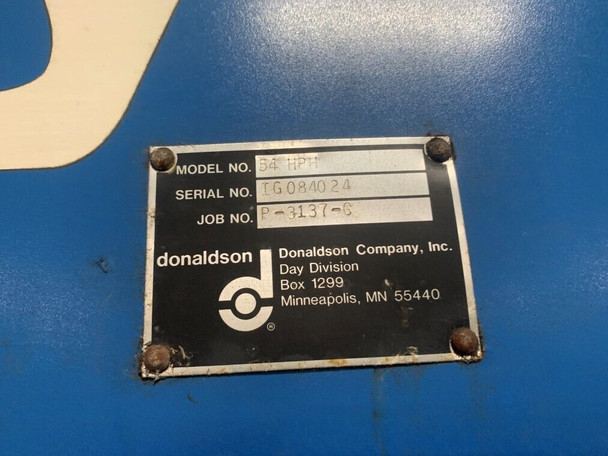 MODEL NO. 54 HPH
SERIAL NO. IG084024
JOB NO. P-3137-G
donaldson
Donaldson Company, Inc.
Day Division
Box 1299
Minneapolis, MN 55440
®